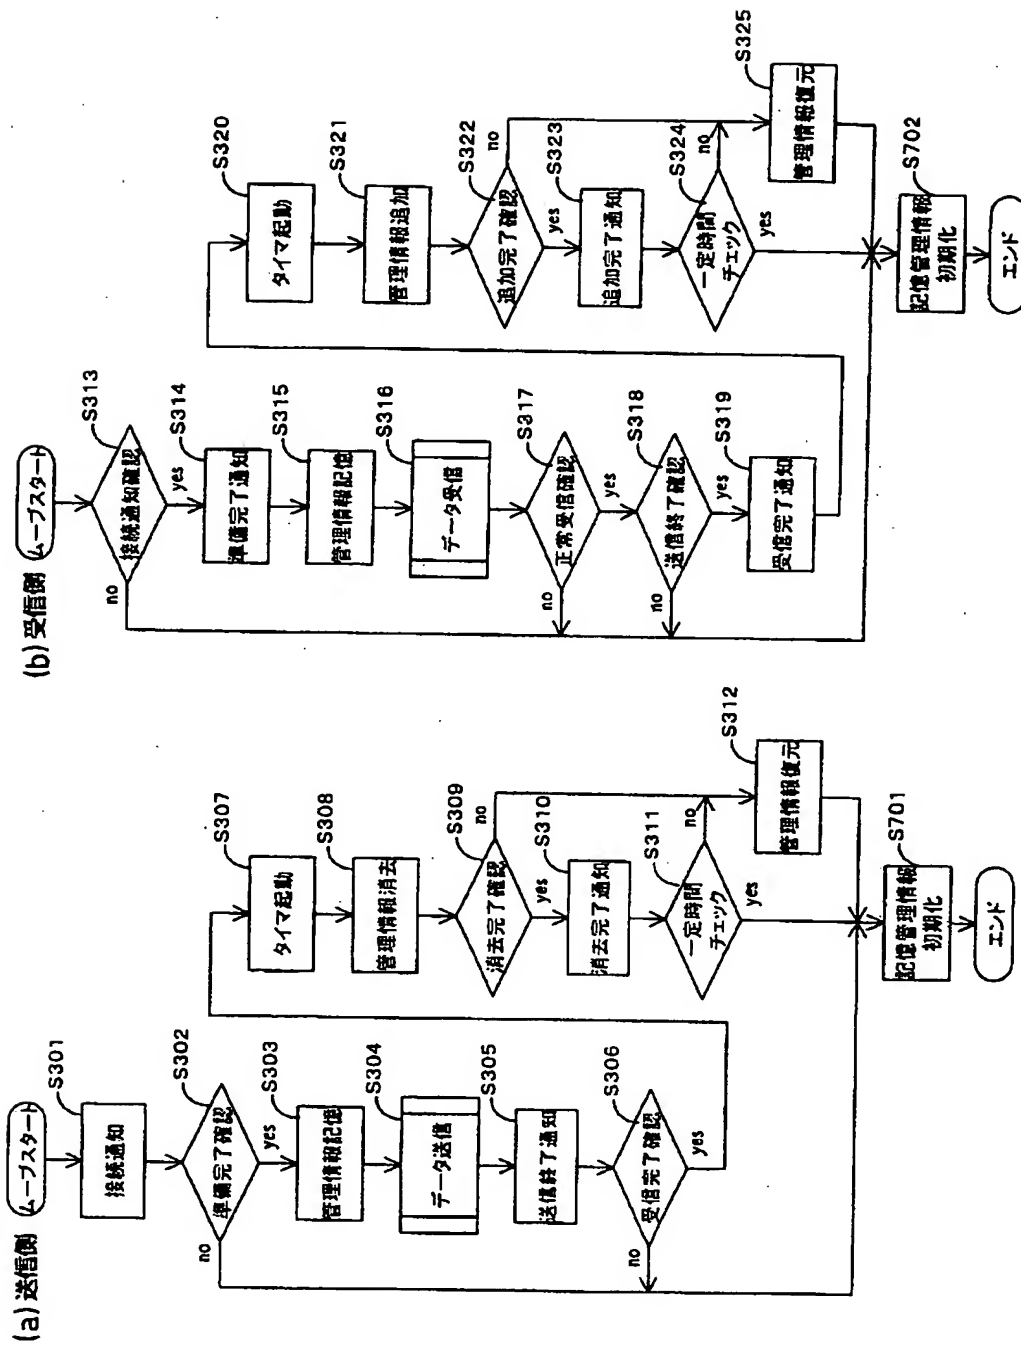 (a) 送信側
ムーブスタート
S301
接続通知
S302
準備完了確認
no
yes
S303
管理情報記憶
S304
データ送信
S305
送信終了通知
S306
受信完了確認
no
yes
S307
タイマ起動
S308
管理情報消去
S309
消去完了確認
no
yes
S310
消去完了通知
S311
一定時間
チェック
no
yes
S312
管理情報復元
S701
記憶管理情報
初期化
エンド
(b) 受信側
ムーブスタート
S313
接続通知確認
no
yes
S314
準備完了通知
S315
管理情報記憶
S316
データ受信
S317
正常受信確認
no
yes
S318
送信終了確認
no
yes
S319
受信完了通知
S320
タイマ起動
S321
管理情報追加
S322
追加完了確認
no
yes
S323
追加完了通知
S324
一定時間
チェック
no
yes
S325
管理情報復元
S702
記憶管理情報
初期化
エンド